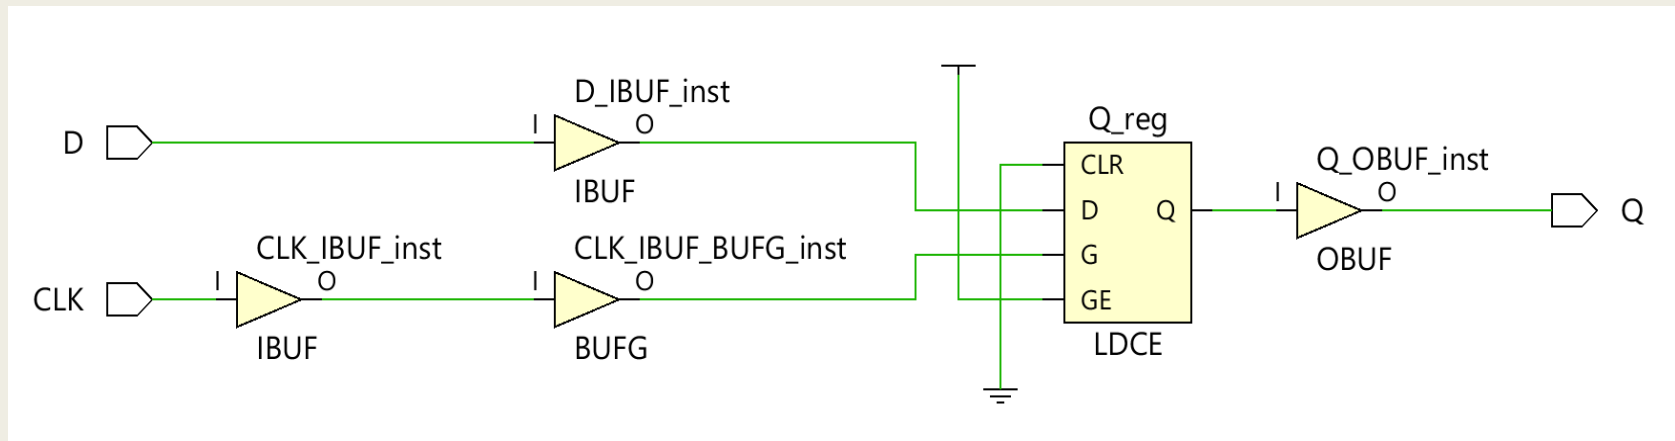 D_IBUF_inst
I
O
D
IBUF
Q_reg
CLR
D
Q
G
GE
LDCE
Q_OBUF_inst
I
O
Q
OBUF
CLK_IBUF_inst
I
O
CLK
IBUF
CLK_IBUF_BUFG_inst
I
O
BUFG